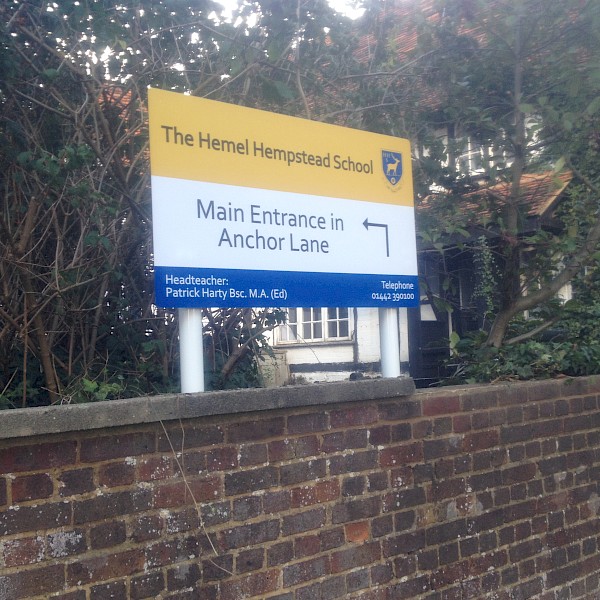 The Hemel Hempstead School
Main Entrance in
Anchor Lane
Headteacher:
Patrick Harty Bsc. M.A. (Ed)
Telephone
01442 390100